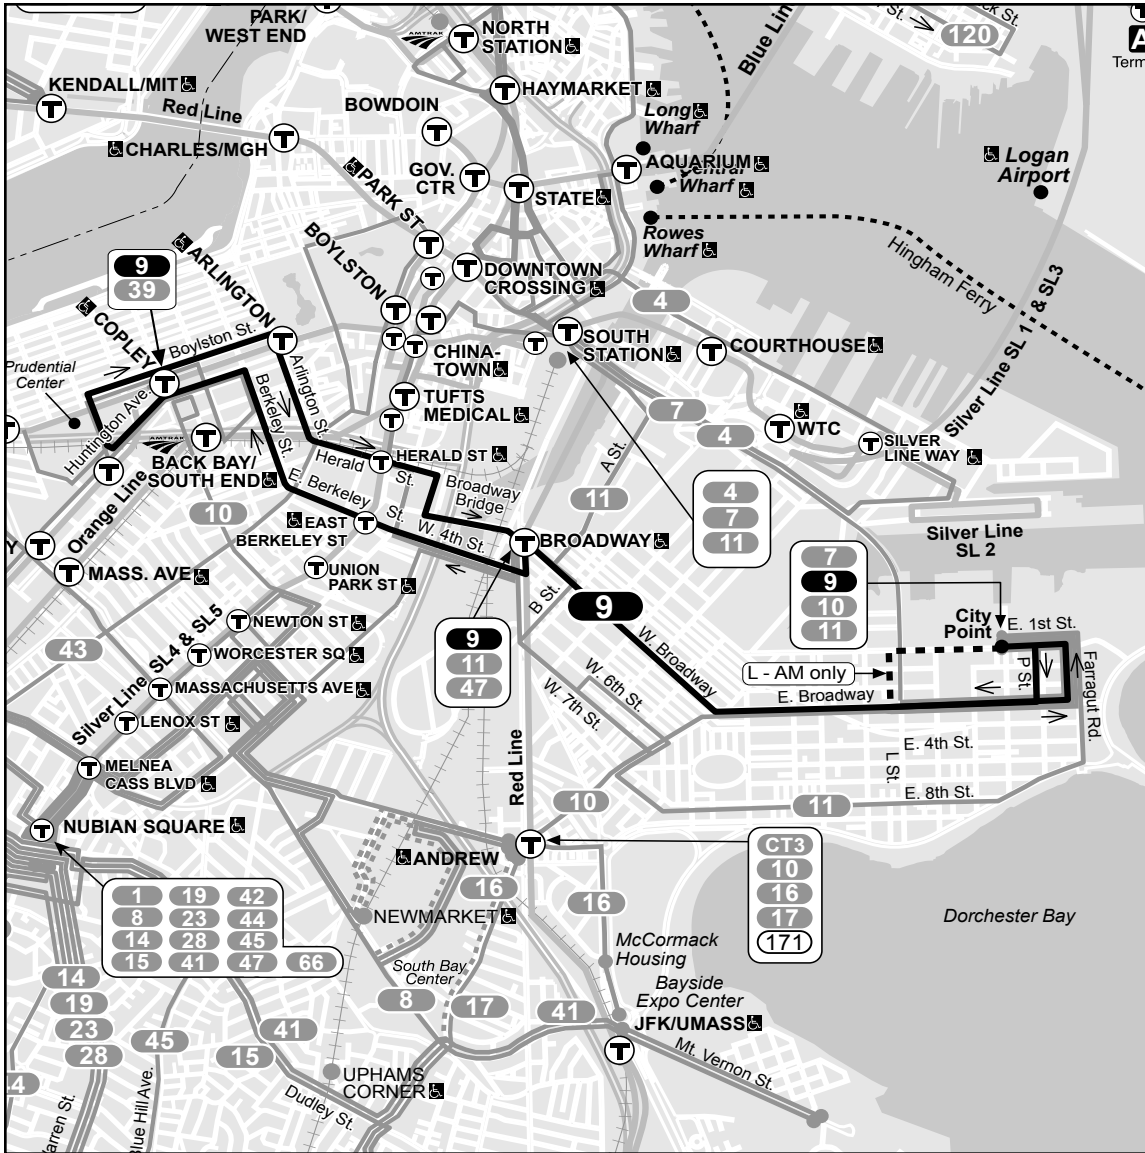 PARK/
WEST END
NORTH
STATION
AMTRAK
St.
120
A
Term
KENDALL/MIT
Red Line
BOWDOIN
HAYMARKET
Blue Line
Long
Wharf
CHARLES/MGH
GOV.
CTR
PARK ST
STATE
AQUARIUM
Central
Wharf
Logan
Airport
Rowes
Wharf
Hingham Ferry
9
39
ARLINGTON
BOYLSTON
DOWNTOWN
CROSSING
4
Silver Line SL 1 & SL3
COPLEY
Boylston St.
Prudential
Center
Arlington St.
CHINA-
TOWN
SOUTH
STATION
COURTHOUSE
Huntington Ave.
Berkeley St.
TUFTS
MEDICAL
7
4
WTC
SILVER
LINE WAY
AMTRAK
BACK BAY/
SOUTH END
Herald
St.
HERALD ST
Broadway
Bridge
A St.
11
4
7
11
Orange Line
10
E. Berkeley
St.
EAST
BERKELEY ST
W. 4th St.
BROADWAY
Silver Line
SL 2
Y
MASS. AVE
UNION
PARK ST
B St.
9
7
9
10
11
City
Point
E. 1st St.
43
Silver Line SL4 & SL5
NEWTON ST
WORCESTER SQ
MASSACHUSETTS AVE
LENOX ST
9
11
47
W. Broadway
W. 6th St.
W. 7th St.
L - AM only
E. Broadway
P St.
Farragut Rd.
MELNEA
CASS BLVD
Red Line
E. 4th St.
L St.
E. 8th St.
10
11
NUBIAN SQUARE
ANDREW
16
16
CT3
10
16
17
171
1 19 42
8 23 44
14 28 45
15 41 47 66
NEWMARKET
McCormack
Housing
Dorchester Bay
South Bay
Center
Bayside
Expo Center
JFK/UMASS
14
19
23
28
45
41
15
8
17
41
Mt. Vernon St.
UPHAMS
CORNER
Dudley St.
Blue Hill Ave.